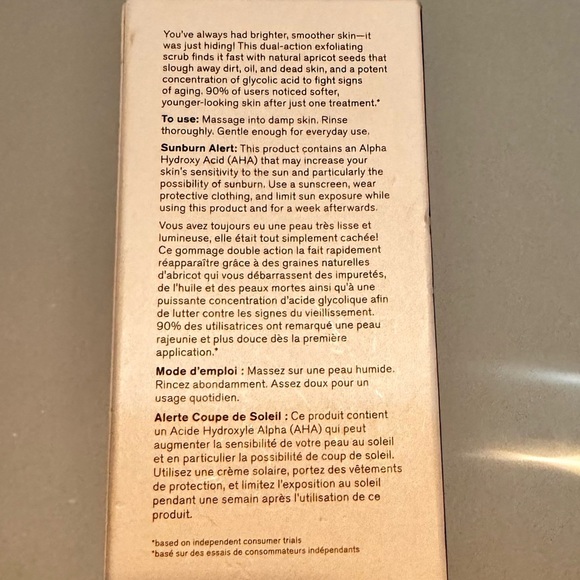 You've always had brighter, smoother skin—it
was just hiding! This dual-action exfoliating
scrub finds it fast with natural apricot seeds that
slough away dirt, oil, and dead skin, and a potent
concentration of glycolic acid to fight signs
of aging. 90% of users noticed softer,
younger-looking skin after just one treatment.*
To use: Massage into damp skin. Rinse
thoroughly. Gentle enough for everyday use.
Sunburn Alert: This product contains an Alpha
Hydroxy Acid (AHA) that may increase your
skin's sensitivity to the sun and particularly the
possibility of sunburn. Use a sunscreen, wear
protective clothing, and limit sun exposure while
using this product and for a week afterwards.
Vous avez toujours eu une peau très lisse et
lumineuse, elle était tout simplement cachée!
Ce gommage double action la fait rapidement
réapparaître grâce à des graines naturelles
d'abricot qui vous débarrassent des impuretés,
de l'huile et des peaux mortes ainsi qu'à une
puissante concentration d'acide glycolique afin
de lutter contre les signes du vieillissement.
90% des utilisatrices ont remarqué une peau
rajeunie et plus douce dès la première
application.*
Mode d'emploi : Massez sur une peau humide.
Rincez abondamment. Assez doux pour un
usage quotidien.
Alerte Coupe de Soleil : Ce produit contient
un Acide Hydroxyle Alpha (AHA) qui peut
augmenter la sensibilité de votre peau au soleil
et en particulier la possibilité de coup de soleil.
Utilisez une crème solaire, portez des vêtements
de protection, et limitez l'exposition au soleil
pendant une semain après l'utilisation de ce
produit.
*based on independent consumer trials
*basé sur des essais de consommateurs indépendants